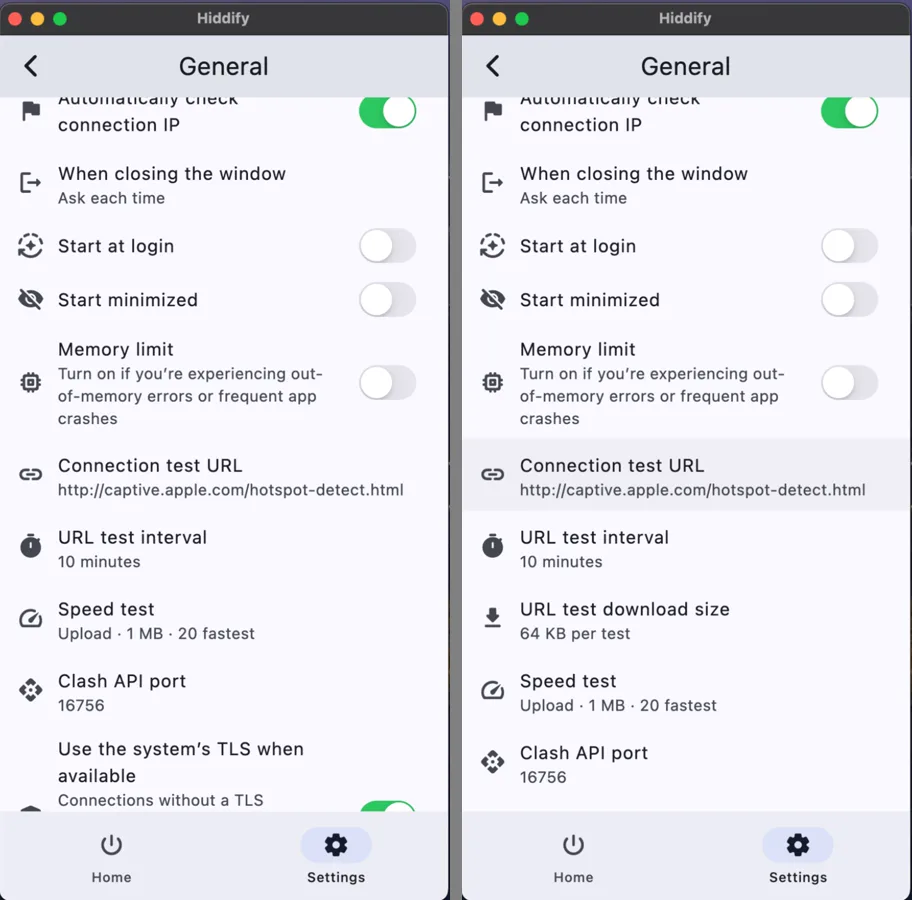 Hiddify
General
Automatically check
connection IP
When closing the window
Ask each time
Start at login
Start minimized
Memory limit
Turn on if you’re experiencing out-
of-memory errors or frequent app
crashes
Connection test URL
http://captive.apple.com/hotspot-detect.html
URL test interval
10 minutes
Speed test
Upload · 1 MB · 20 fastest
Clash API port
16756
Use the system’s TLS when
available
Connections without a TLS
Home
Settings
Hiddify
General
Automatically check
connection IP
When closing the window
Ask each time
Start at login
Start minimized
Memory limit
Turn on if you’re experiencing out-
of-memory errors or frequent app
crashes
Connection test URL
http://captive.apple.com/hotspot-detect.html
URL test interval
10 minutes
URL test download size
64 KB per test
Speed test
Upload · 1 MB · 20 fastest
Clash API port
16756
Home
Settings